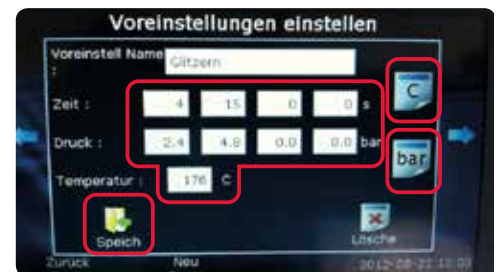 Voreinstellungen einstellen
Voreinstell Name
:
Glitzern
C
Zeit : 4 15 0 0 s
Druck : 2.4 4.8 0.0 0.0 bar
bar
Temperatur : 176 C
Speich Lösche
Zurück Neu 2012-08-22 12:03